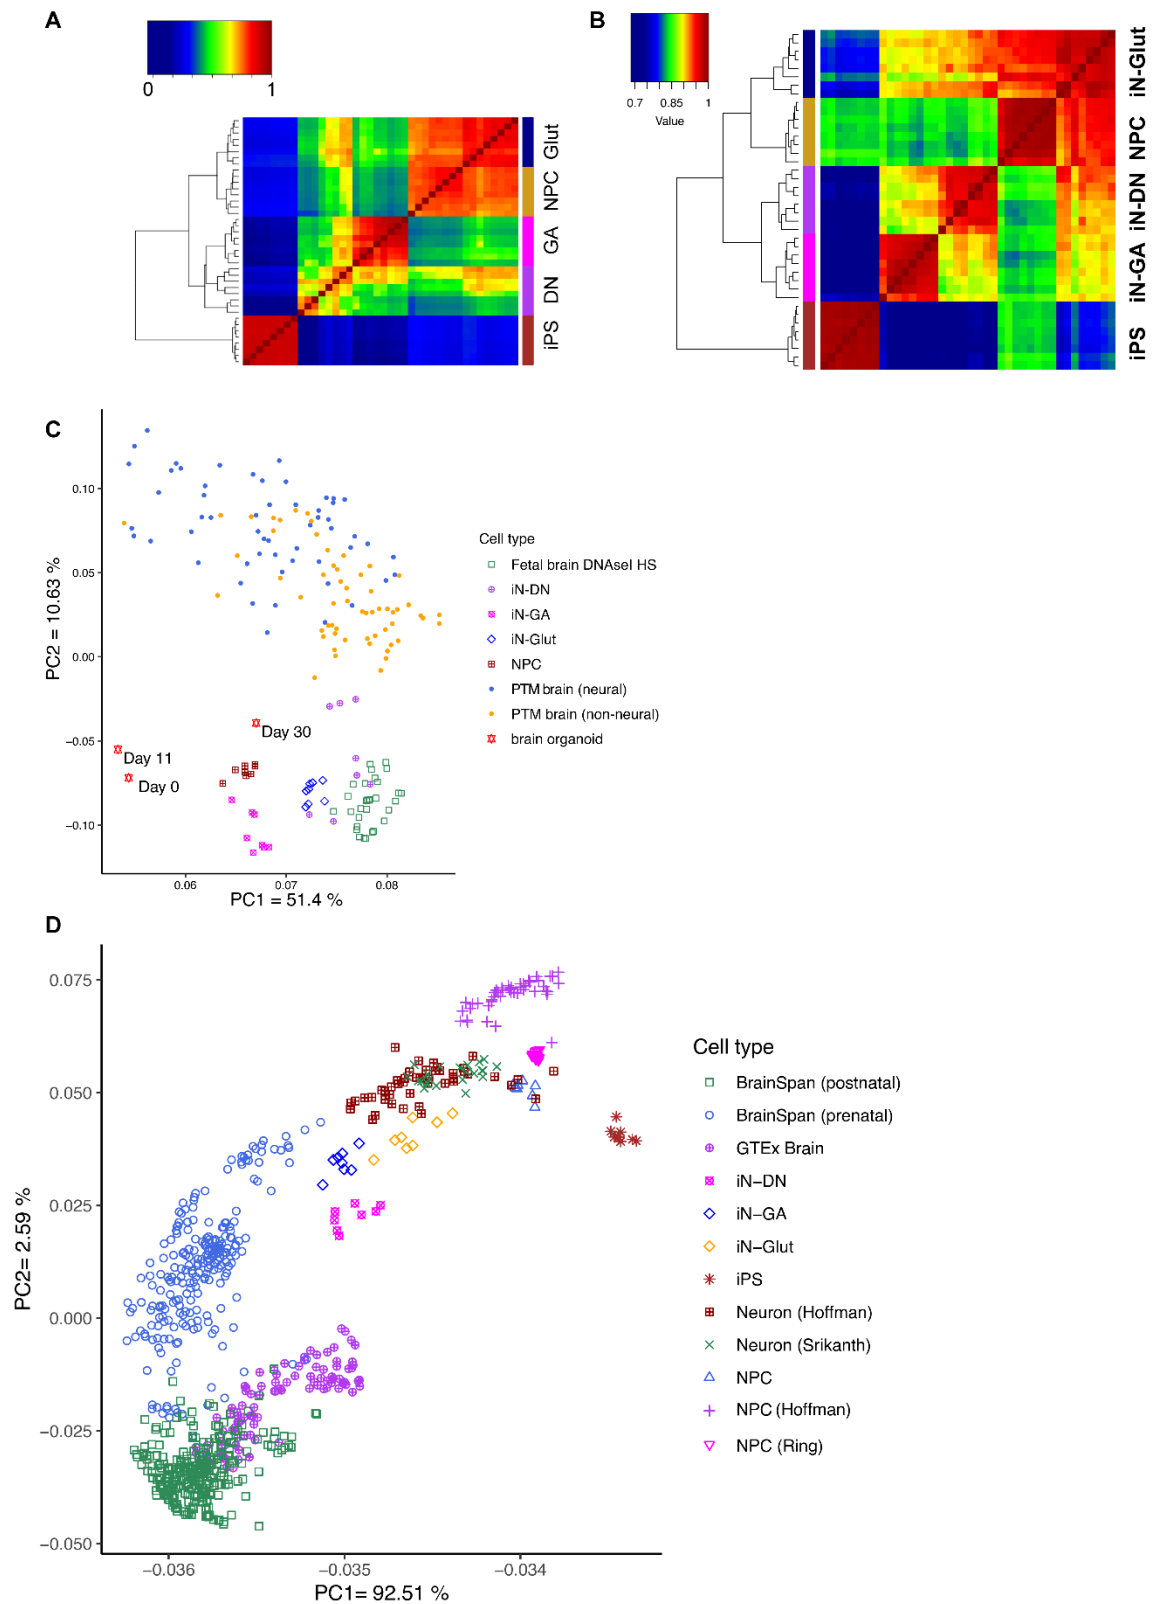 A
0
1
Glut
NPC
GA
DN
iPS
B
0.7
0.85
1
Value
iN-Glut
NPC
iN-DN
iN-GA
iPS
C
PC2 = 10.63 %
0.10
0.05
0.00
−0.05
−0.10
Day 30
Day 11
Day 0
0.06
0.07
0.08
PC1 = 51.4 %
Cell type
Fetal brain DNAseI HS
iN-DN
iN-GA
iN-Glut
NPC
PTM brain (neural)
PTM brain (non-neural)
brain organoid
D
PC2= 2.59 %
0.075
0.050
0.025
0.000
−0.025
−0.050
−0.036
−0.035
−0.034
PC1= 92.51 %
Cell type
BrainSpan (postnatal)
BrainSpan (prenatal)
GTEx Brain
iN−DN
iN−GA
iN−Glut
iPS
Neuron (Hoffman)
Neuron (Srikanth)
NPC
NPC (Hoffman)
NPC (Ring)